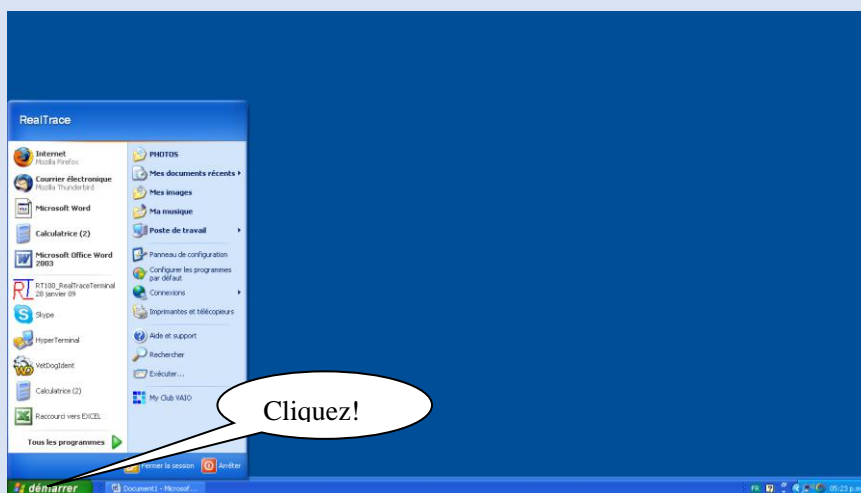 RealTrace
Internet
Mozilla Firefox
Courrier électronique
Mozilla Thunderbird
Microsoft Word
Calculatrice (2)
Microsoft Office Word
2003
RT100_RealTraceTerminal
28 janvier 09
Skype
HyperTerminal
VetDogIdent
Calculatrice (2)
Raccourci vers EXCEL
Tous les programmes
PHOTOS
Mes documents récents
Mes images
Ma musique
Poste de travail
Panneau de configuration
Configurer les programmes
par défaut
Connexions
Imprimantes et télécopieurs
Aide et support
Rechercher
Exécuter...
My Club VAIO
Cliquez!
Fermer la session
Arrêter
démarrer
Document1 - Microsof...
FR
05:23 p.m.